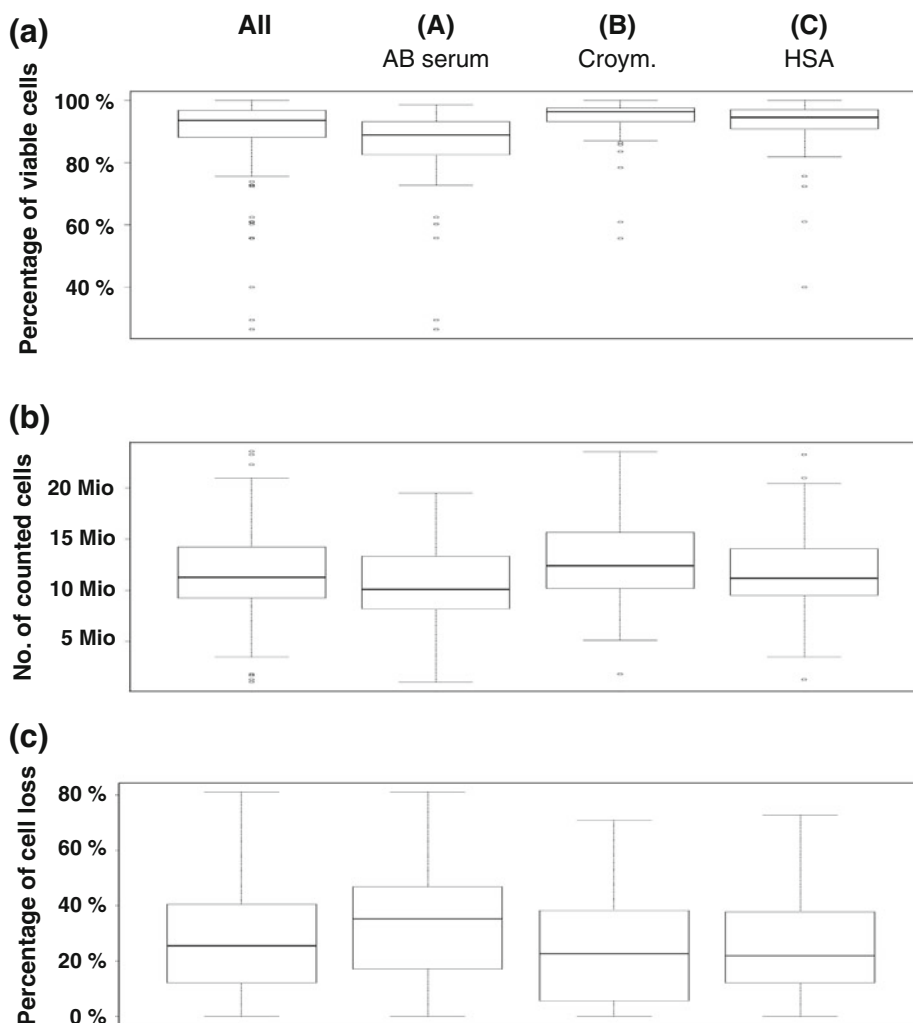 (a) All (A) (B) (C)
AB serum Croym. HSA
Percentage of viable cells
100 %
80 %
60 %
40 %
(b)
No. of counted cells
20 Mio
15 Mio
10 Mio
5 Mio
(c)
Percentage of cell loss
80 %
60 %
40 %
20 %
0 %